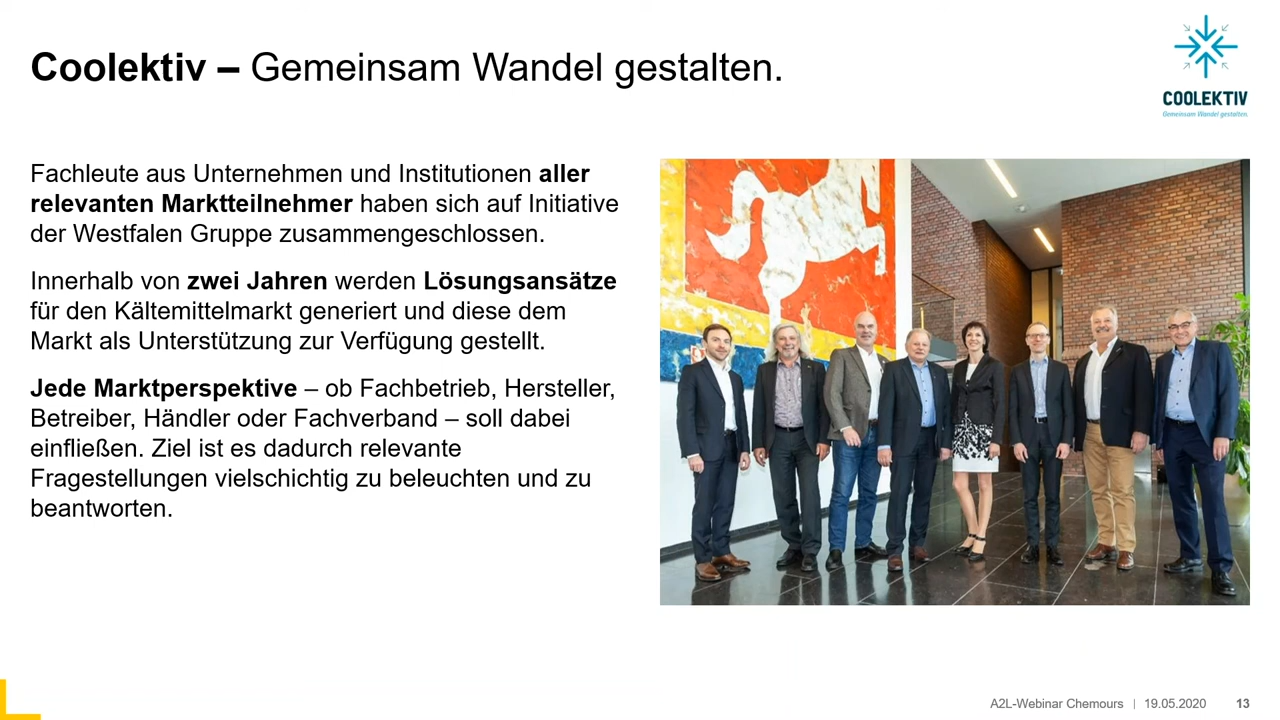 Coolektiv – Gemeinsam Wandel gestalten.
COOLEKTIV
Gemeinsam Wandel gestalten.
Fachleute aus Unternehmen und Institutionen aller
relevanten Marktteilnehmer haben sich auf Initiative
der Westfalen Gruppe zusammengeschlossen.
Innerhalb von zwei Jahren werden Lösungsansätze
für den Kältemittelmarkt generiert und diese dem
Markt als Unterstützung zur Verfügung gestellt.
Jede Marktperspektive – ob Fachbetrieb, Hersteller,
Betreiber, Händler oder Fachverband – soll dabei
einfließen. Ziel ist es dadurch relevante
Fragestellungen vielschichtig zu beleuchten und zu
beantworten.
A2L-Webinar Chemours | 19.05.2020 13